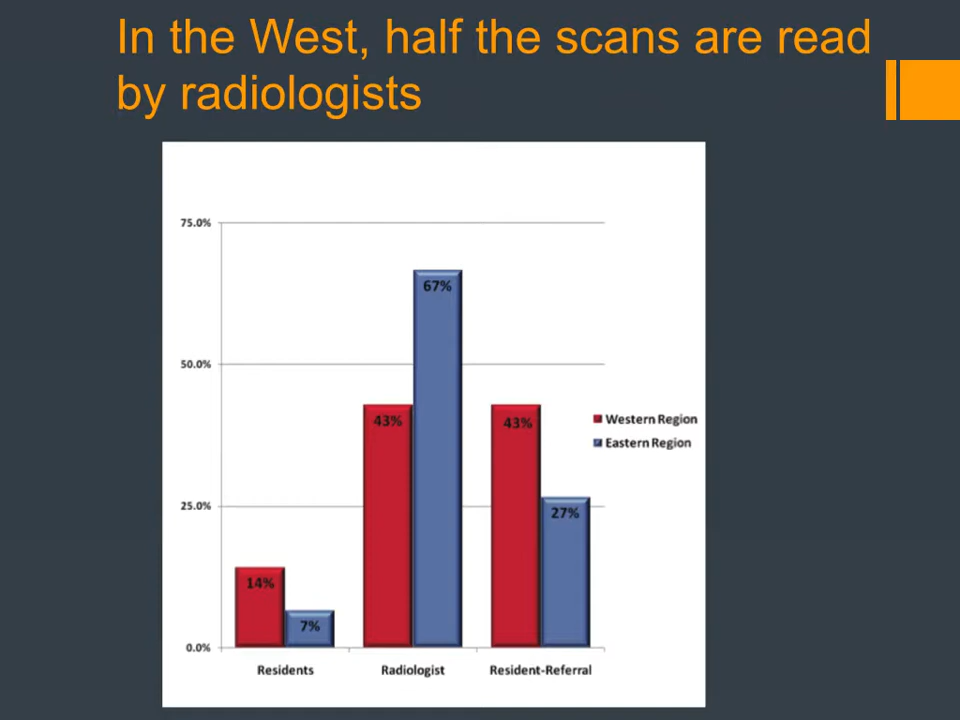 In the West, half the scans are read
by radiologists
75.0%
67%
50.0%
43%
43%
Western Region
Eastern Region
25.0%
27%
14%
7%
0.0%
Residents
Radiologist
Resident-Referral